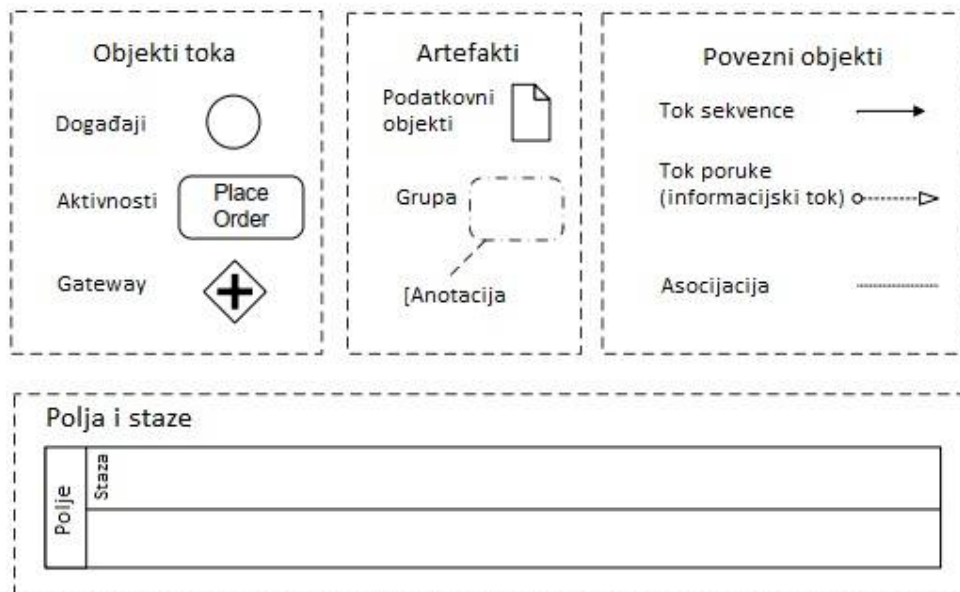 Objekti toka
Događaji
Aktivnosti
Place
Order
Gateway
Artefakti
Podatkovni
objekti
Grupa
[Anotacija
Povezni objekti
Tok sekvence
Tok poruke
(informacijski tok)
Asocijacija
Polja i staze
Polje
Staza